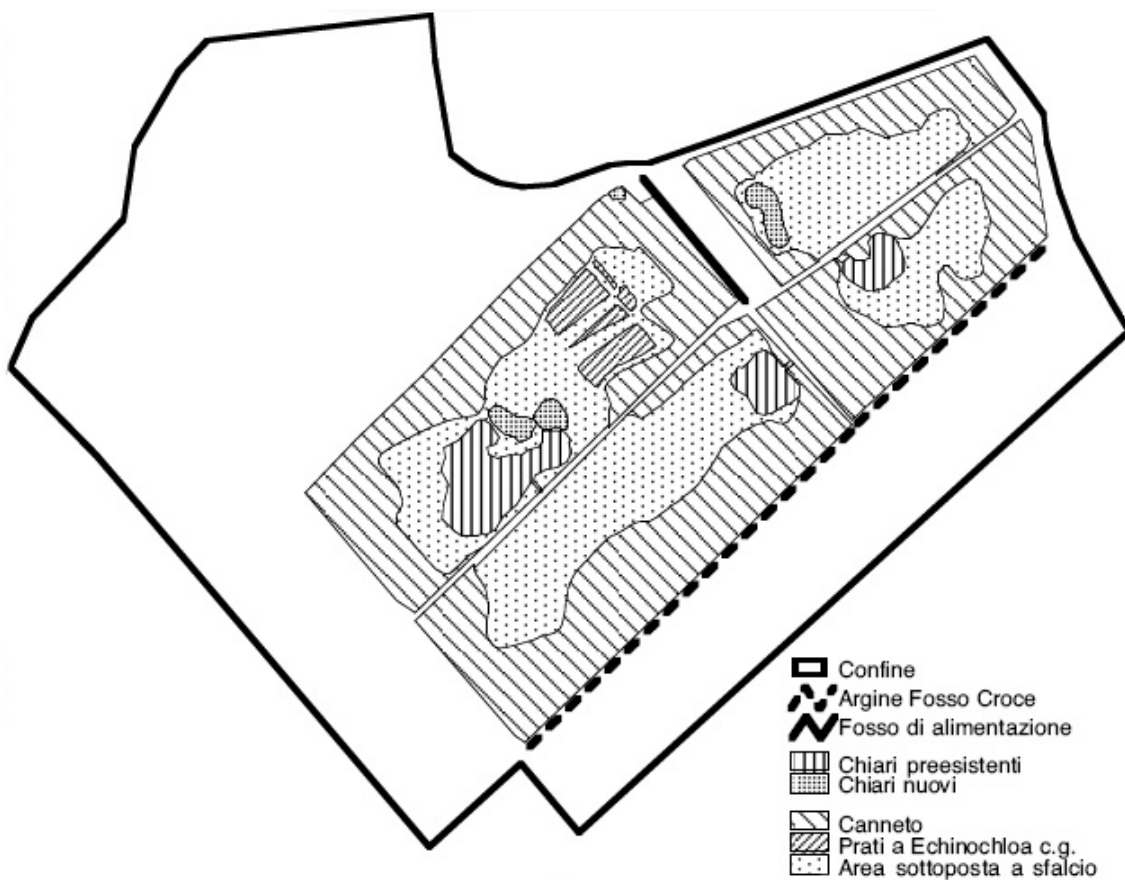 Confine
Argine Fosso Croce
Fosso di alimentazione
Chiari preesistenti
Chiari nuovi
Canneto
Prati a Echinochloa c.g.
Area sottoposta a sfalcio